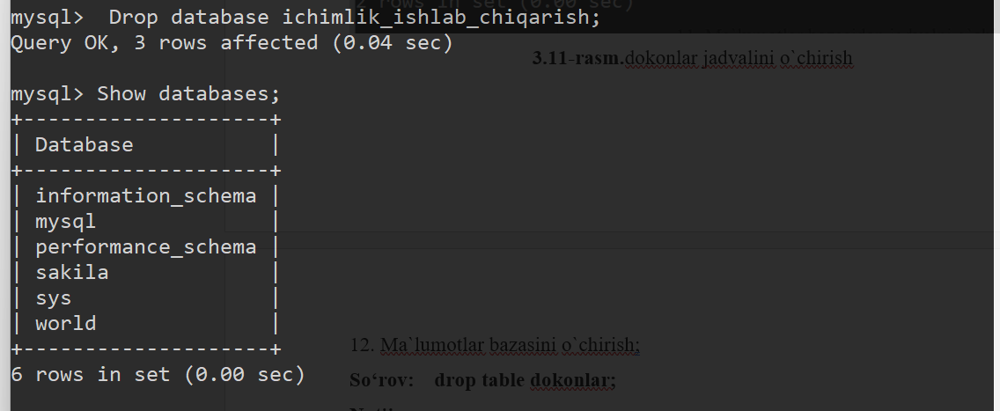 2 rows in set (0.00 sec)
mysql>  Drop database ichimlik_ishlab_chiqarish;
Query OK, 3 rows affected (0.04 sec)
3.11-rasm.dokonlar jadvalini o`chirish
mysql> Show databases;
+--------------------+
| Database           |
+--------------------+
| information_schema |
| mysql              |
| performance_schema |
| sakila             |
| sys                |
| world              |
+--------------------+
6 rows in set (0.00 sec)
12. Ma`lumotlar bazasini o`chirish;
So‘rov:    drop table dokonlar;